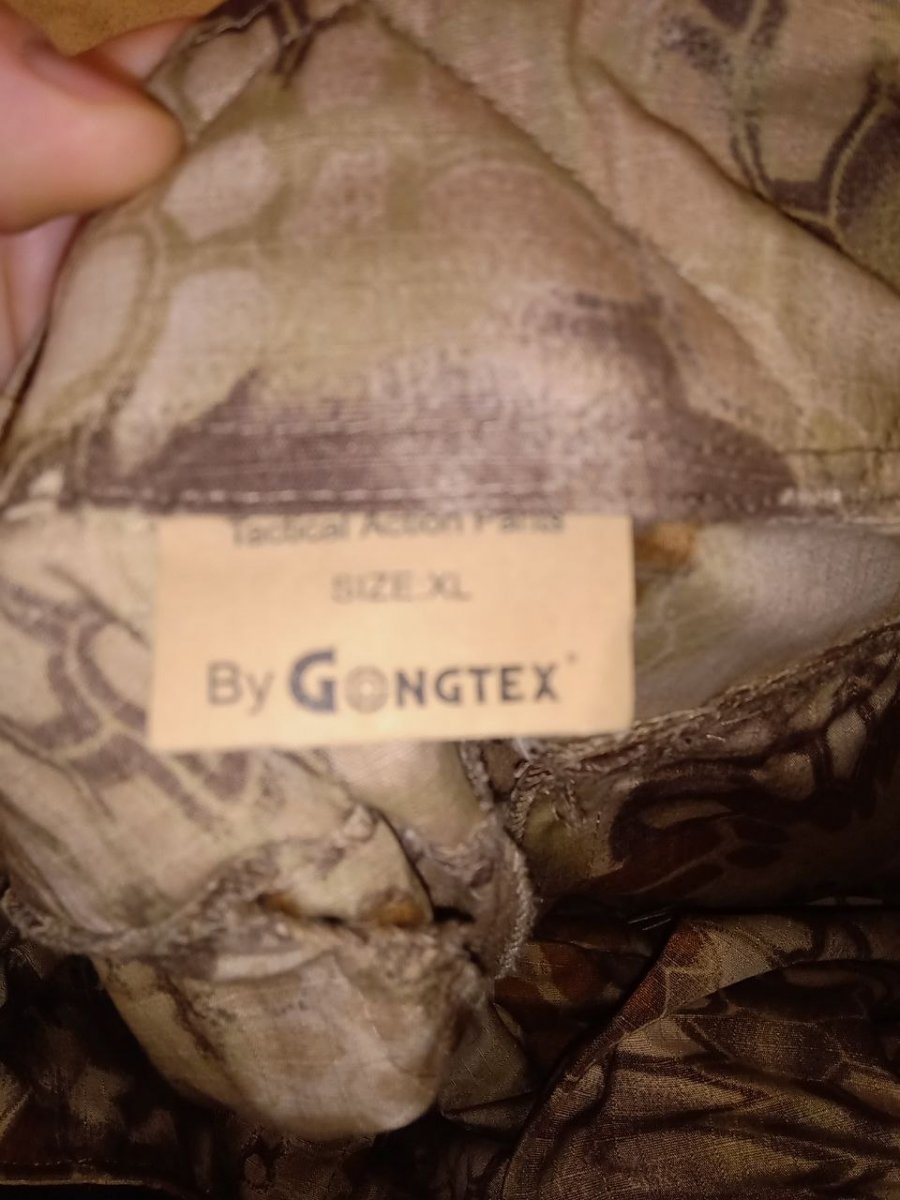 Tactical Action Pants
SIZE:XL
By GONGTEX